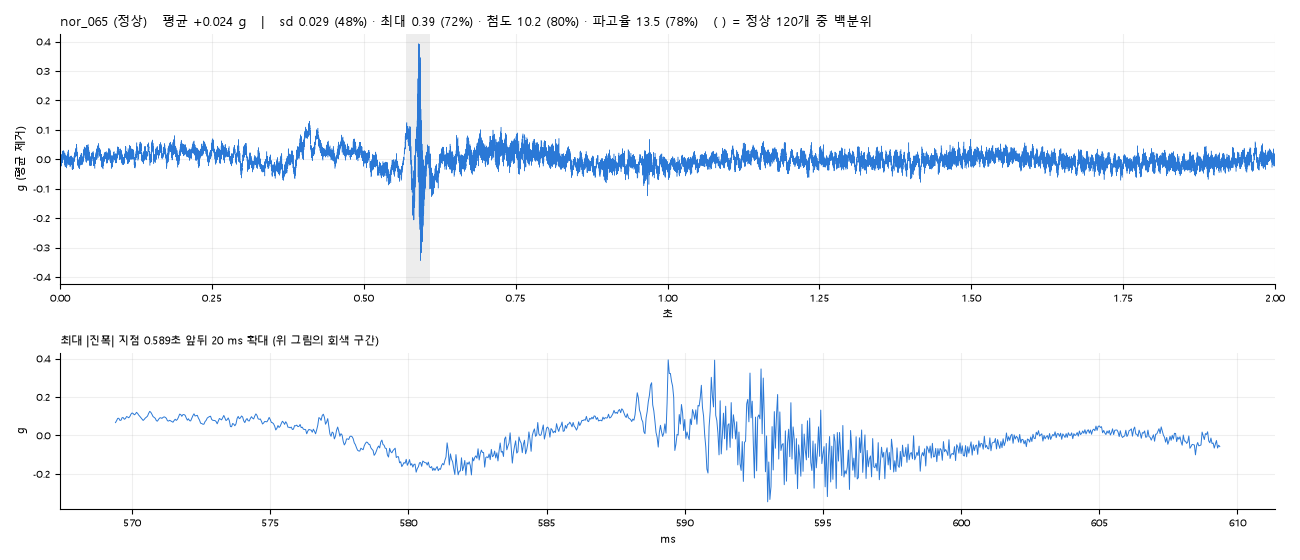 nor_065 (정상) 평균 +0.024 g | sd 0.029 (48%) · 최대 0.39 (72%) · 첨도 10.2 (80%) · 파고율 13.5 (78%) ( ) = 정상 120개 중 백분위
g (평균 제거)
0.4
0.3
0.2
0.1
0.0
-0.1
-0.2
-0.3
-0.4
0.00 0.25 0.50 0.75 1.00 1.25 1.50 1.75 2.00
초
최대 |진폭| 지점 0.589초 앞뒤 20 ms 확대 (위 그림의 회색 구간)
g
0.4
0.2
0.0
-0.2
570 575 580 585 590 595 600 605 610
ms